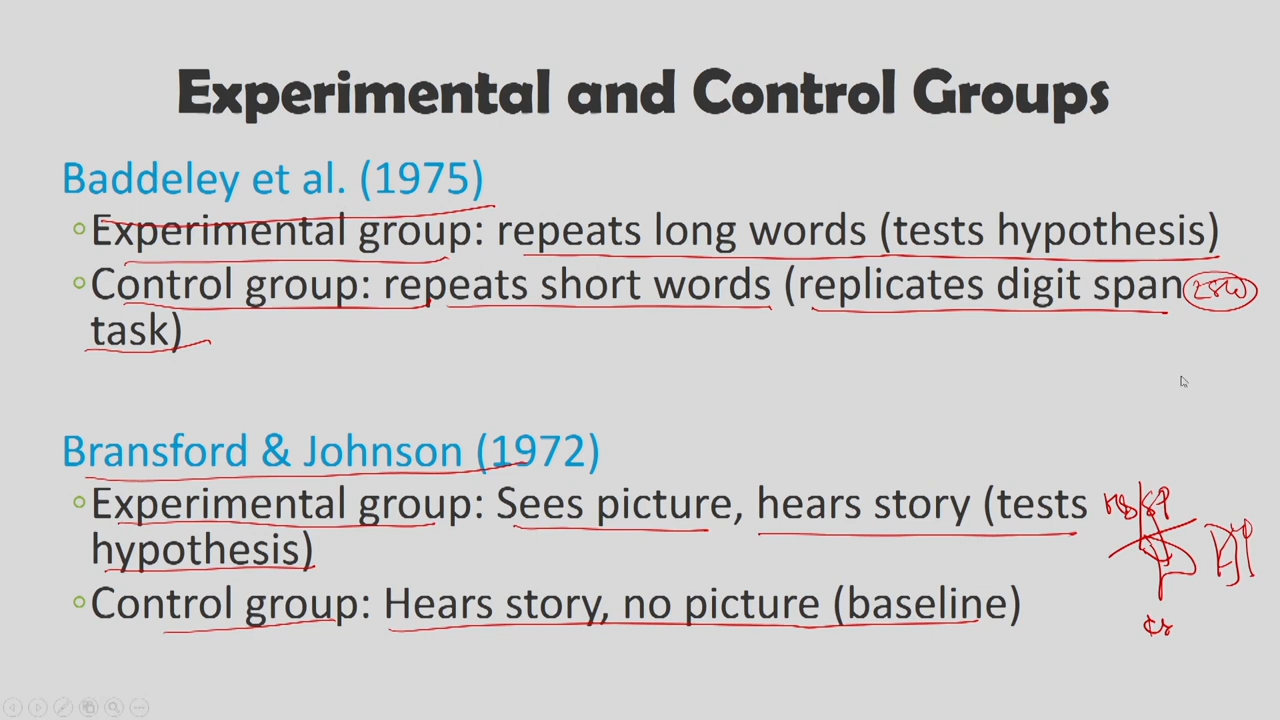 Experimental and Control Groups
Baddeley et al. (1975)
Experimental group: repeats long words (tests hypothesis)
Control group: repeats short words (replicates digit span
task)
Bransford & Johnson (1972)
Experimental group: Sees picture, hears story (tests
hypothesis)
Control group: Hears story, no picture (baseline)